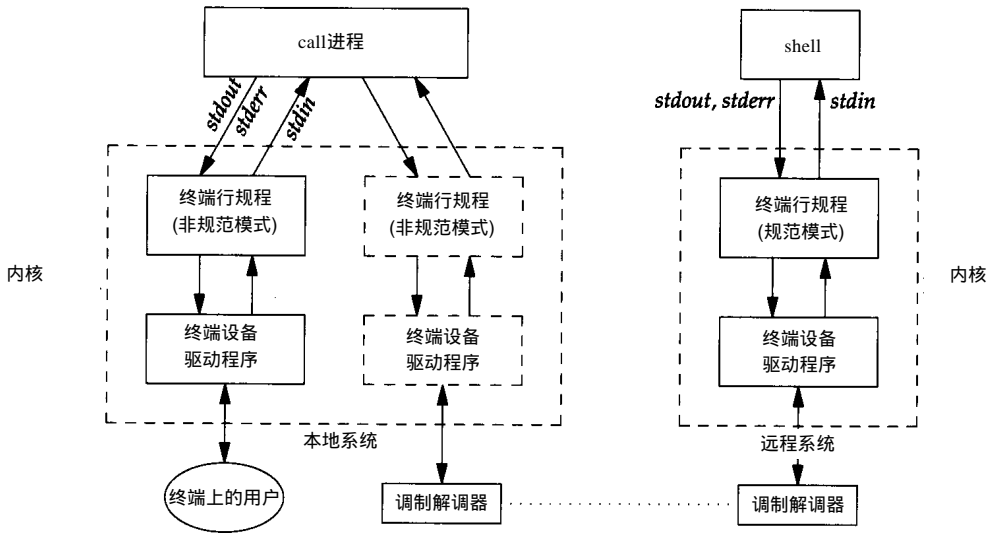 call进程
shell
stdout
stderr
stdin
stdout, stderr
stdin
终端行规程
(非规范模式)
终端行规程
(非规范模式)
终端行规程
(规范模式)
内核
内核
终端设备
驱动程序
终端设备
驱动程序
终端设备
驱动程序
本地系统
远程系统
终端上的用户
调制解调器
调制解调器